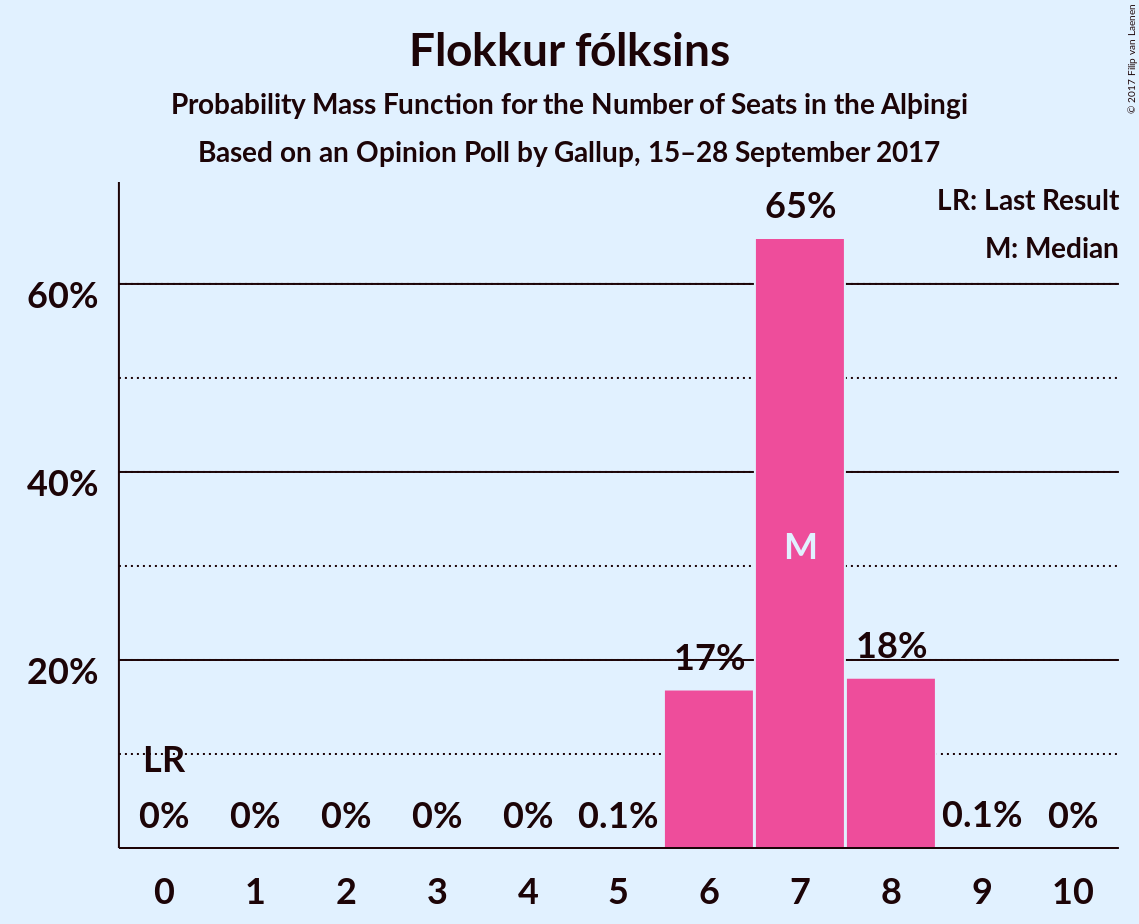 Flokkur fólksins
Probability Mass Function for the Number of Seats in the Alþingi
Based on an Opinion Poll by Gallup, 15–28 September 2017
© 2017 Filip van Laenen
LR: Last Result
M: Median
65%
60%
40%
M
20%
17%
18%
LR
0% 0% 0% 0% 0% 0.1% 0.1% 0%
0 1 2 3 4 5 6 7 8 9 10